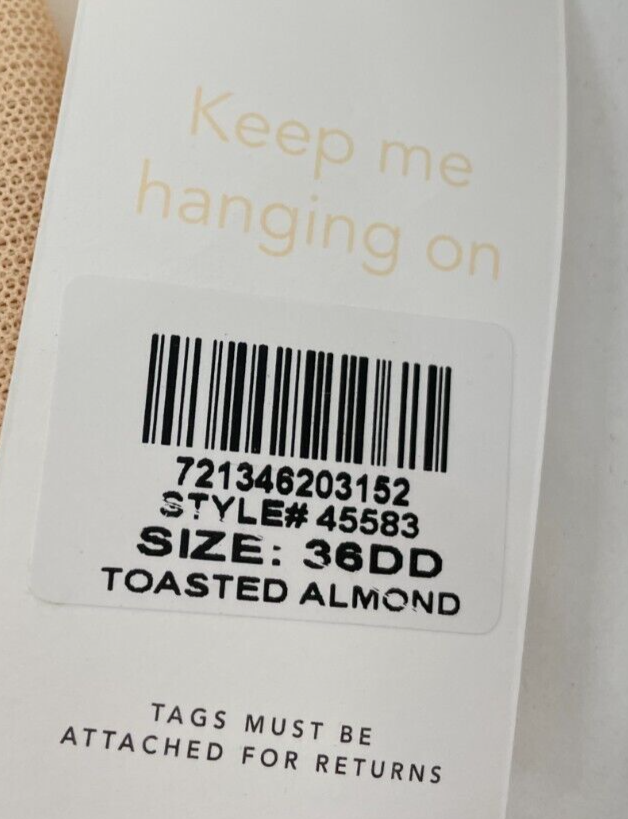 Keep me
hanging on
721346203152
STYLE# 45583
SIZE: 36DD
TOASTED ALMOND
TAGS MUST BE
ATTACHED FOR RETURNS